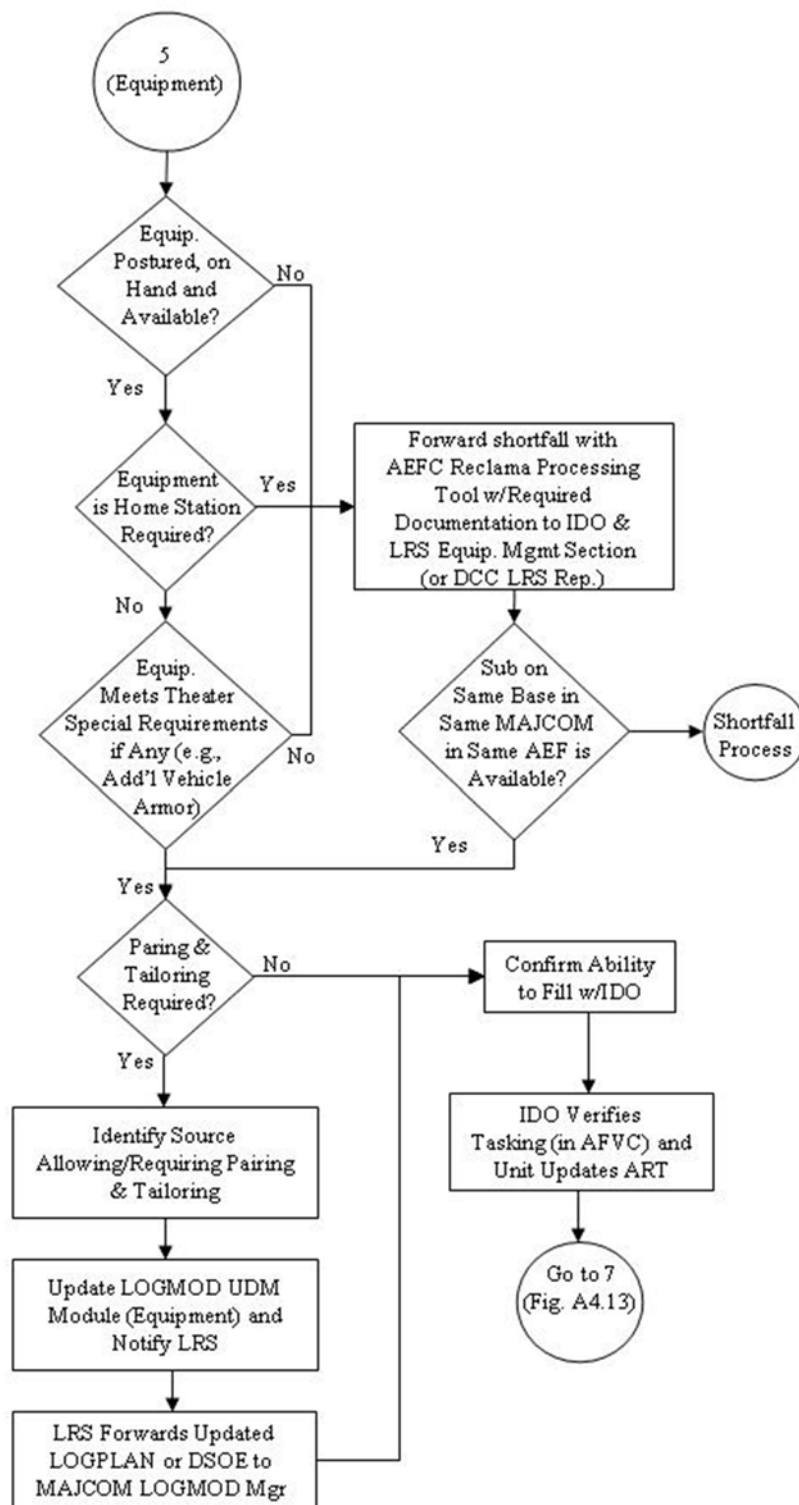 5
(Equipment)
Equip.
Postured, on
Hand and
Available?
No
Yes
Equipment
is Home Station
Required?
Yes
No
Forward shortfall with
AEFC Reclama Processing
Tool w/Required
Documentation to IDO &
LRS Equip. Mgmt Section
(or DCC LRS Rep.)
Equip.
Meets Theater
Special Requirements
if Any (e.g.,
Add'l Vehicle
Armor)
No
Yes
Sub on
Same Base in
Same MAJCOM
in Same AEF is
Available?
Yes
Shortfall
Process
Paring &
Tailoring
Required?
No
Yes
Confirm Ability
to Fill w/IDO
IDO Verifies
Tasking (in AFVC) and
Unit Updates ART
Go to 7
(Fig. A4.13)
Identify Source
Allowing/Requiring Pairing
& Tailoring
Update LOGMOD UDM
Module (Equipment) and
Notify LRS
LRS Forwards Updated
LOGPLAN or DSOE to
MAJCOM LOGMOD Mgr